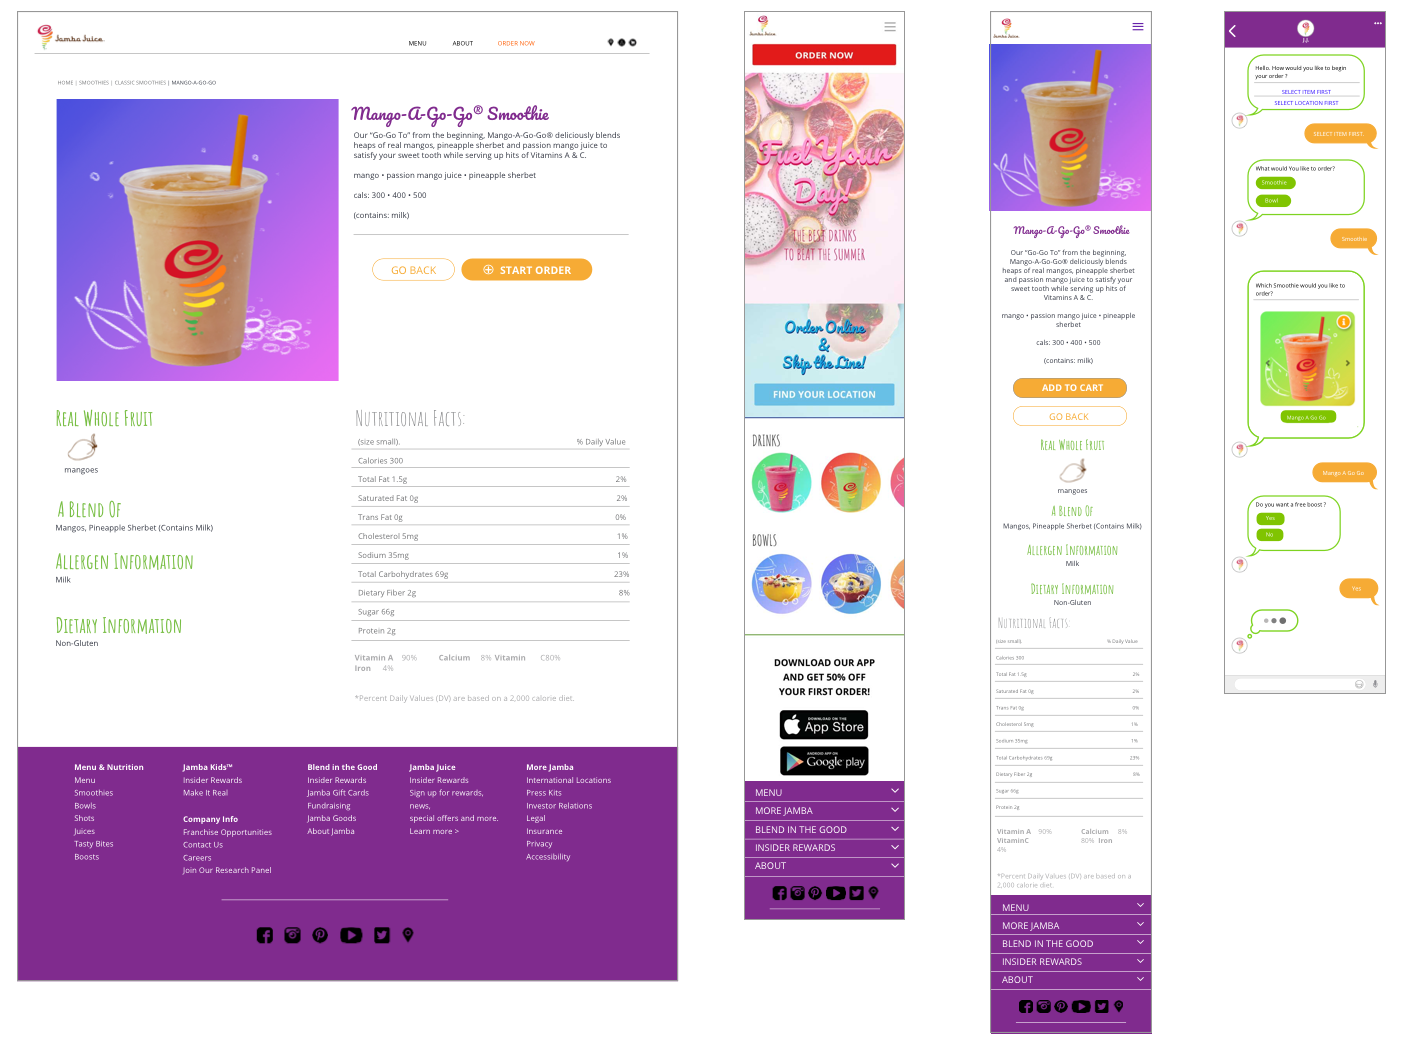 Jamba Juice
MENU
ABOUT
ORDER NOW
HOME | SMOOTHIES | CLASSIC SMOOTHIES | MANGO-A-GO-GO
Mango-A-Go-Go® Smoothie
Our “Go-Go To” from the beginning, Mango-A-Go-Go® deliciously blends
heaps of real mangos, pineapple sherbet and passion mango juice to
satisfy your sweet tooth while serving up hits of Vitamins A & C.
mango • passion mango juice • pineapple sherbet
cals: 300 • 400 • 500
(contains: milk)
GO BACK
START ORDER
Real Whole Fruit
mangoes
A Blend Of
Mangos, Pineapple Sherbet (Contains Milk)
Allergen Information
Milk
Dietary Information
Non-Gluten
Nutritional Facts:
(size small). % Daily Value
Calories 300
Total Fat 1.5g 2%
Saturated Fat 0g 2%
Trans Fat 0g 0%
Cholesterol 5mg 1%
Sodium 35mg 1%
Total Carbohydrates 69g 23%
Dietary Fiber 2g 8%
Sugar 66g
Protein 2g
Vitamin A 90% Calcium 8% Vitamin C80%
Iron 4%
*Percent Daily Values (DV) are based on a 2,000 calorie diet.
Menu & Nutrition
Menu
Smoothies
Bowls
Shots
Juices
Tasty Bites
Boosts
Jamba Kids™
Insider Rewards
Make It Real
Company Info
Franchise Opportunities
Contact Us
Careers
Join Our Research Panel
Blend in the Good
Insider Rewards
Jamba Gift Cards
Fundraising
Jamba Goods
About Jamba
Jamba Juice
Insider Rewards
Sign up for rewards,
news,
special offers and more.
Learn more >
More Jamba
International Locations
Press Kits
Investor Relations
Legal
Insurance
Privacy
Accessibility
Jamba Juice
ORDER NOW
Fuel Your
Day!
THE BEST DRINKS
TO BEAT THE SUMMER
Order Online
&
Skip the Line!
FIND YOUR LOCATION
DRINKS
BOWLS
DOWNLOAD OUR APP
AND GET 50% OFF
YOUR FIRST ORDER!
DOWNLOAD ON THE
App Store
ANDROID APP ON
Google play
MENU
MORE JAMBA
BLEND IN THE GOOD
INSIDER REWARDS
ABOUT
Jamba Juice
Mango-A-Go-Go® Smoothie
Our “Go-Go To” from the beginning,
Mango-A-Go-Go® deliciously blends
heaps of real mangos, pineapple sherbet
and passion mango juice to satisfy your
sweet tooth while serving up hits of
Vitamins A & C.
mango • passion mango juice • pineapple
sherbet
cals: 300 • 400 • 500
(contains: milk)
ADD TO CART
GO BACK
Real Whole Fruit
mangoes
A Blend Of
Mangos, Pineapple Sherbet (Contains Milk)
Allergen Information
Milk
Dietary Information
Non-Gluten
Nutritional Facts:
(size small). % Daily Value
Calories 300
Total Fat 1.5g 2%
Saturated Fat 0g 2%
Trans Fat 0g 0%
Cholesterol 5mg 1%
Sodium 35mg 1%
Total Carbohydrates 69g 23%
Dietary Fiber 2g 8%
Sugar 66g
Protein 2g
Vitamin A 90% Calcium 8%
VitaminC 80% Iron
4%
*Percent Daily Values (DV) are based on a
2,000 calorie diet.
MENU
MORE JAMBA
BLEND IN THE GOOD
INSIDER REWARDS
ABOUT
Hello. How would you like to begin
your order ?
SELECT ITEM FIRST
SELECT LOCATION FIRST
SELECT ITEM FIRST.
What would You like to order?
Smoothie
Bowl
Smoothie
Which Smoothie would you like to
order?
Mango A Go Go
Mango A Go Go
Do you want a free boost ?
Yes
No
Yes